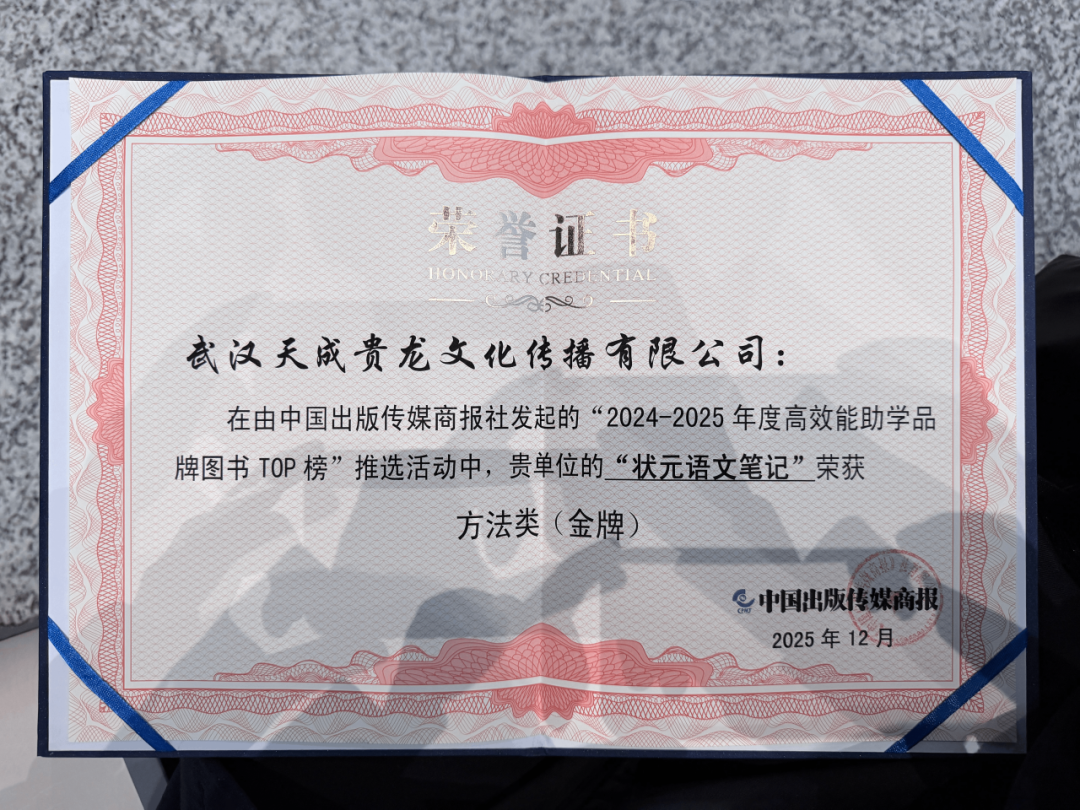 荣誉证书
HONORARY CREDENTIAL
武汉天成贵龙文化传播有限公司：
在由中国出版传媒商报社发起的“2024-2025年度高效能助学品
牌图书TOP榜”推选活动中，贵单位的“状元语文笔记”荣获
方法类（金牌）
中国出版传媒商报
2025年12月